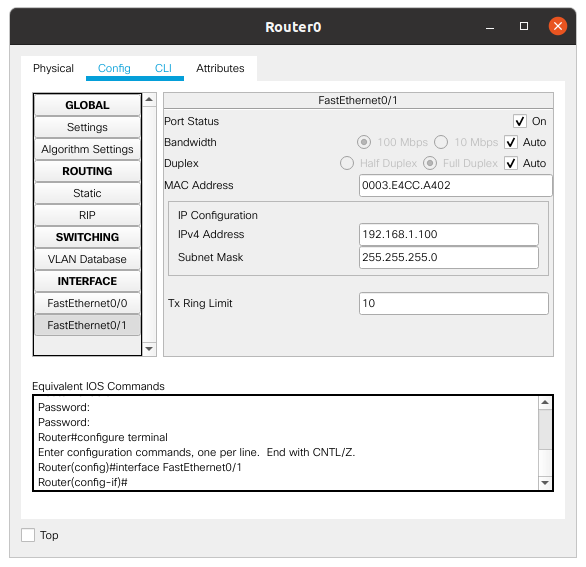 Router0
Physical Config CLI Attributes
GLOBAL
Settings
Algorithm Settings
ROUTING
Static
RIP
SWITCHING
VLAN Database
INTERFACE
FastEthernet0/0
FastEthernet0/1
FastEthernet0/1
Port Status On
Bandwidth 100 Mbps 10 Mbps Auto
Duplex Half Duplex Full Duplex Auto
MAC Address 0003.E4CC.A402
IP Configuration
IPv4 Address 192.168.1.100
Subnet Mask 255.255.255.0
Tx Ring Limit 10
Equivalent IOS Commands
Password:
Password:
Router#configure terminal
Enter configuration commands, one per line. End with CNTL/Z.
Router(config)#interface FastEthernet0/1
Router(config-if)#
Top